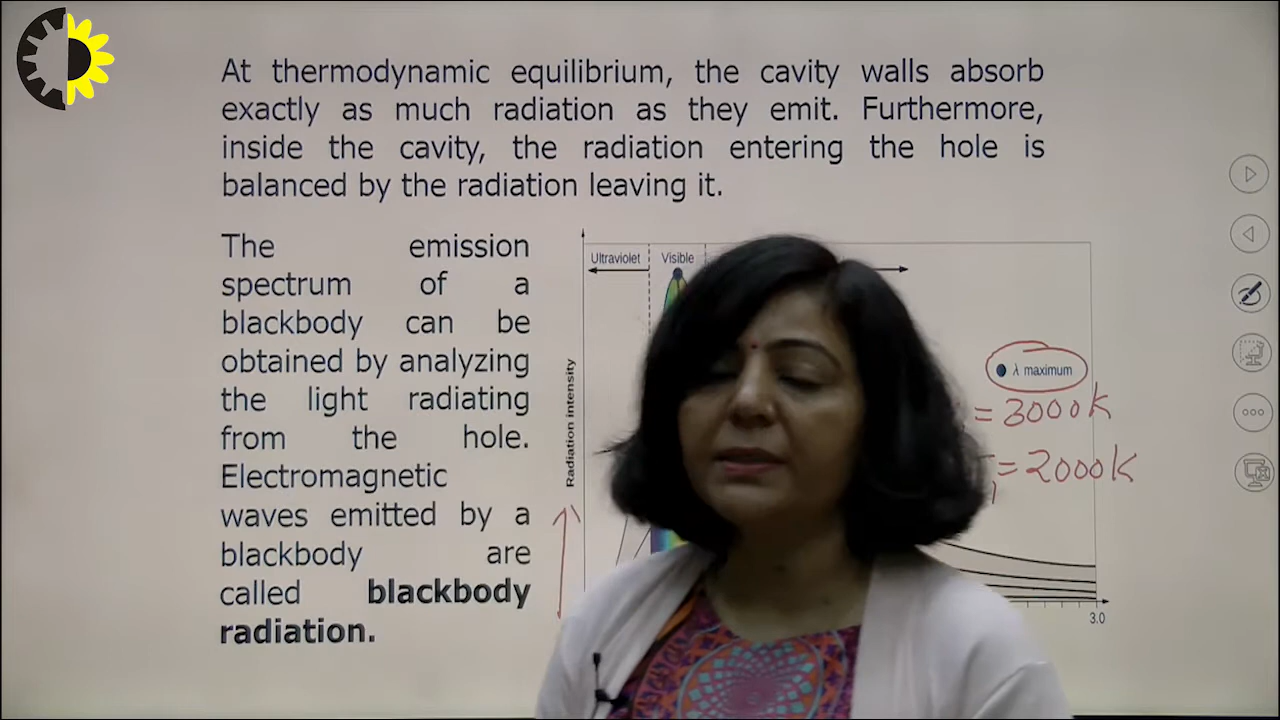 At thermodynamic equilibrium, the cavity walls absorb
exactly as much radiation as they emit. Furthermore,
inside the cavity, the radiation entering the hole is
balanced by the radiation leaving it.
The emission
spectrum of a
blackbody can be
obtained by analyzing
the light radiating
from the hole.
Electromagnetic
waves emitted by a
blackbody are
called blackbody
radiation.
Ultraviolet
Visible
Radiation intensity
λ maximum
= 3000k
= 2000K
3.0